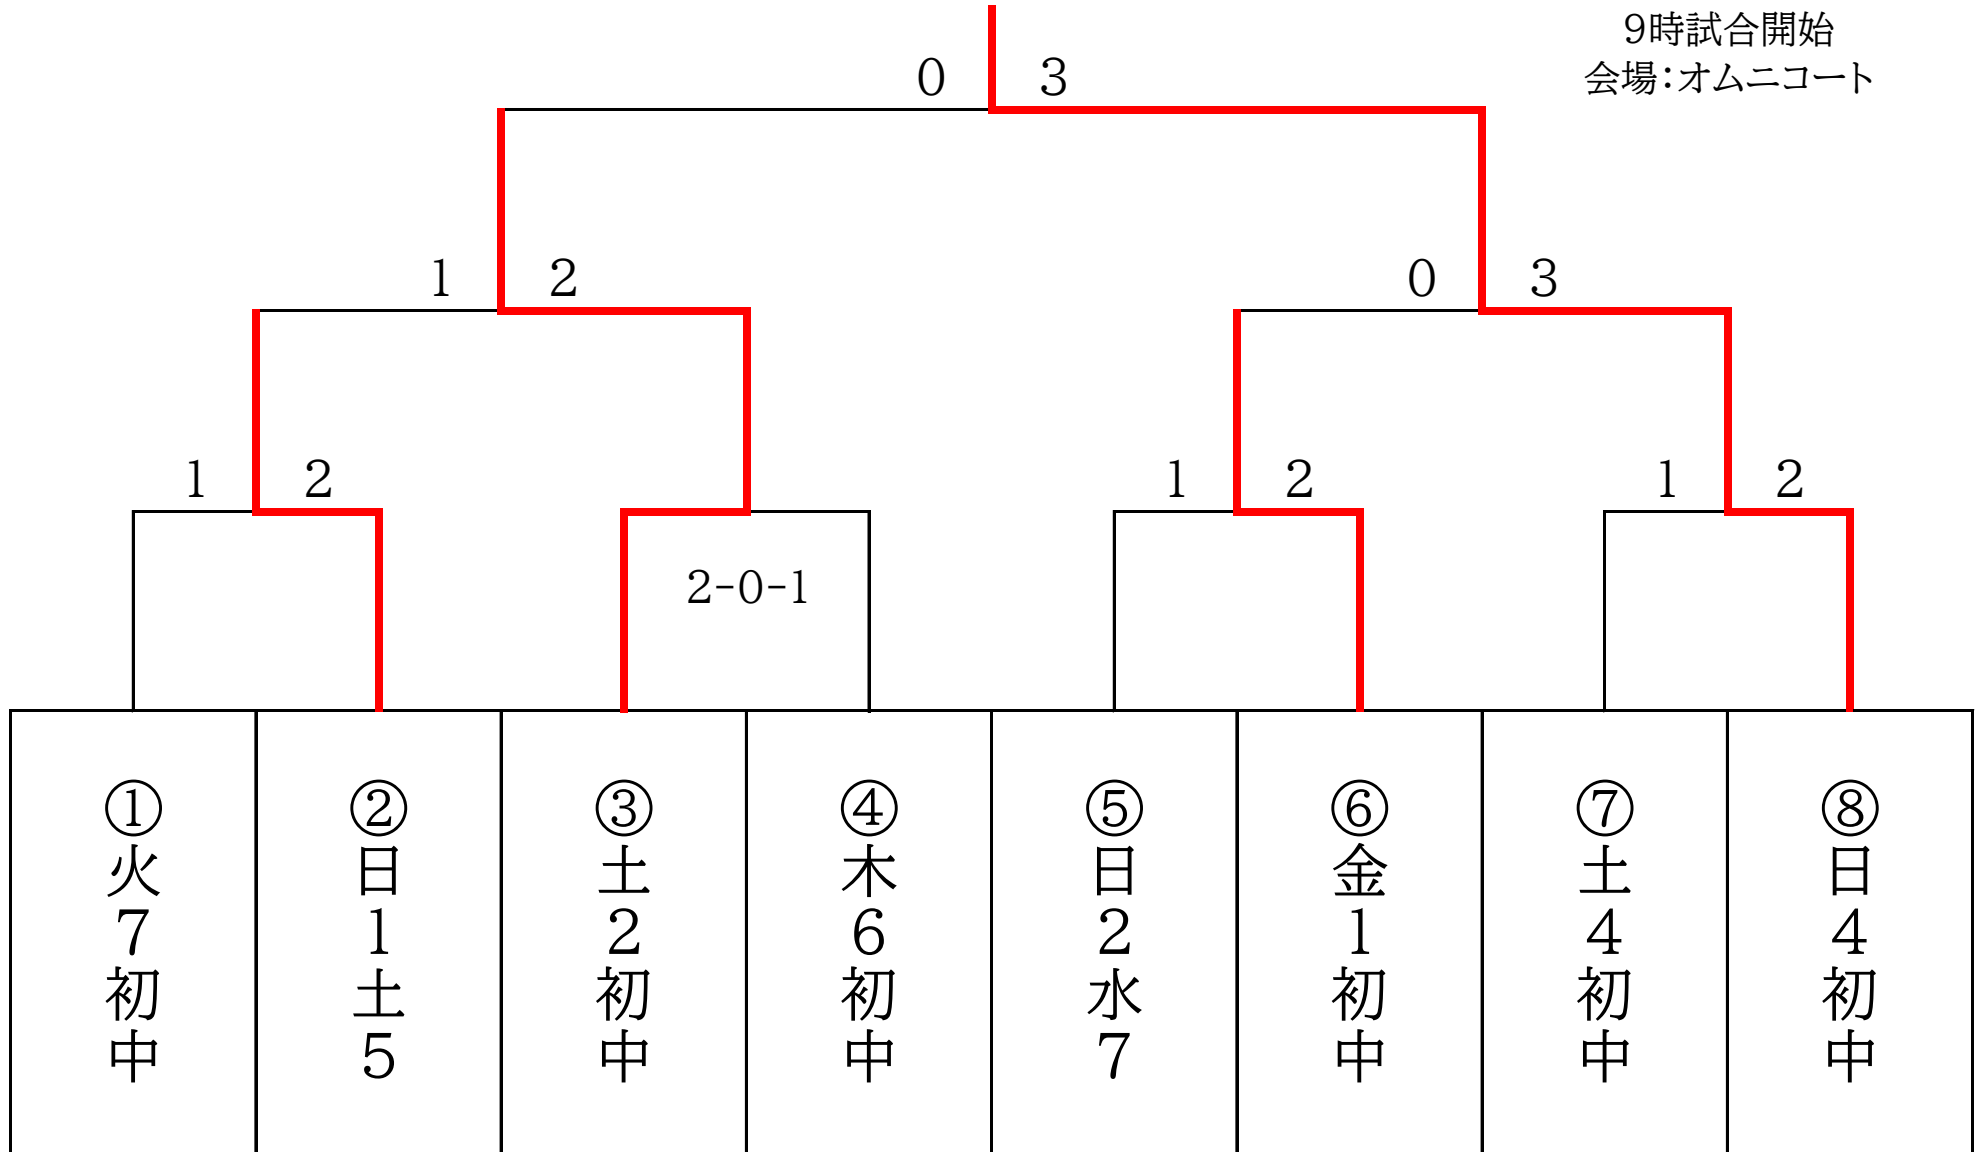 9時試合開始
会場：オムニコート
0 3
1 2
0 3
1 2
1 2
1 2
2-0-1
①火7初中
②日1土5
③土2初中
④木6初中
⑤日2水7
⑥金1初中
⑦土4初中
⑧日4初中